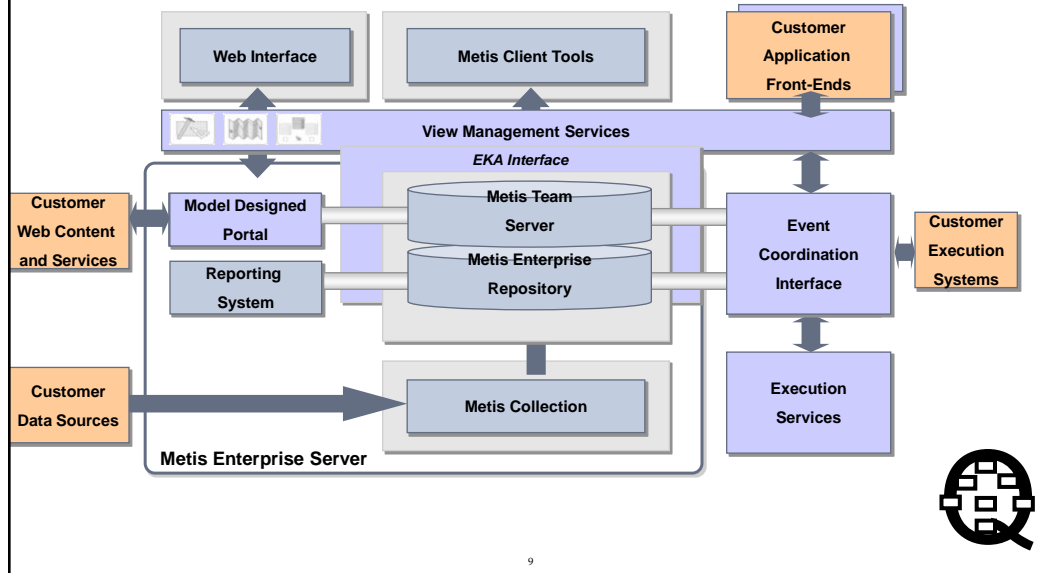 Web Interface
Metis Client Tools
Customer
Application
Front-Ends
View Management Services
EKA Interface
Customer
Web Content
and Services
Model Designed
Portal
Metis Team
Server
Event
Coordination
Interface
Customer
Execution
Systems
Reporting
System
Metis Enterprise
Repository
Customer
Data Sources
Metis Collection
Execution
Services
Metis Enterprise Server
9